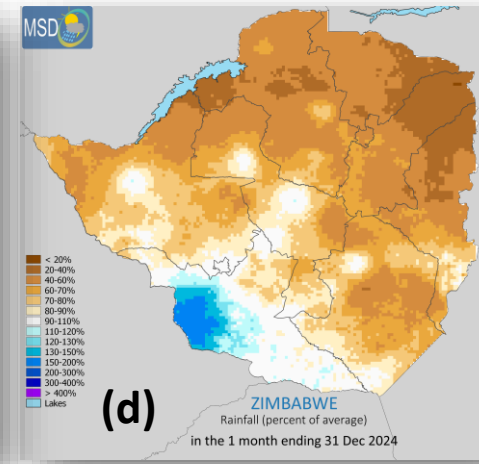 MSD
< 20%
20-40%
40-60%
60-70%
70-80%
80-90%
90-110%
110-120%
120-130%
130-150%
150-200%
200-300%
300-400%
> 400%
Lakes
(d)
ZIMBABWE
Rainfall (percent of average)
in the 1 month ending 31 Dec 2024